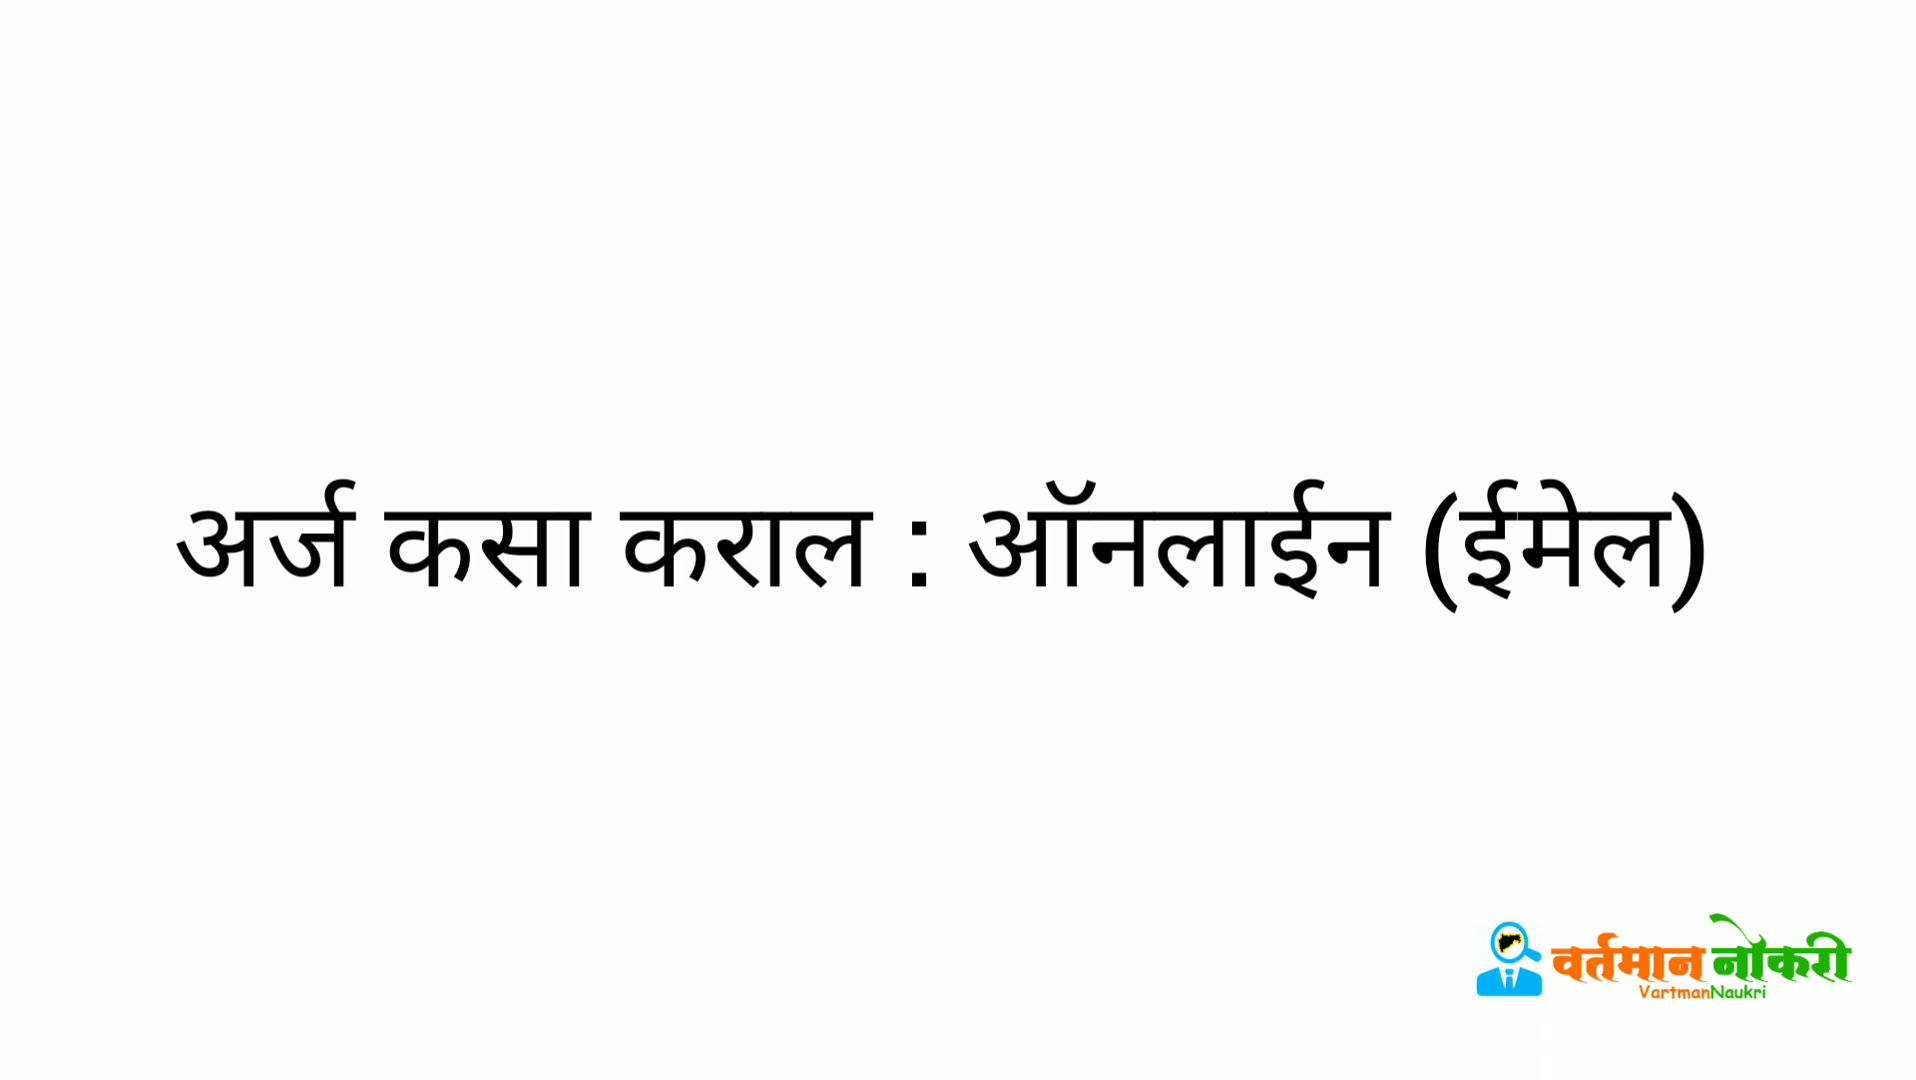 अर्ज कसा कराल : ऑनलाईन (ईमेल)
वर्तमान नोकरी
VartmanNaukri